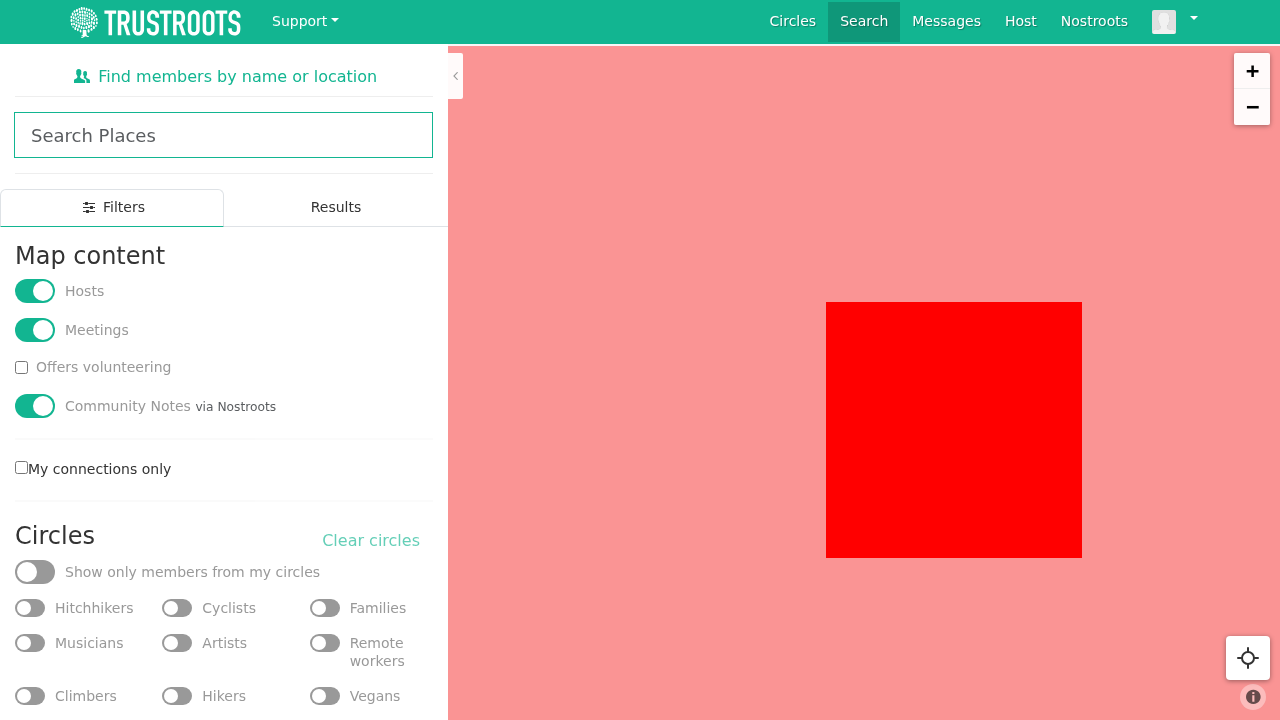 TRUSTROOTS
Support
Circles
Search
Messages
Host
Nostroots
Find members by name or location
Search Places
Filters
Results
Map content
Hosts
Meetings
Offers volunteering
Community Notes via Nostroots
My connections only
Circles
Clear circles
Show only members from my circles
Hitchhikers
Cyclists
Families
Musicians
Artists
Remote
workers
Climbers
Hikers
Vegans